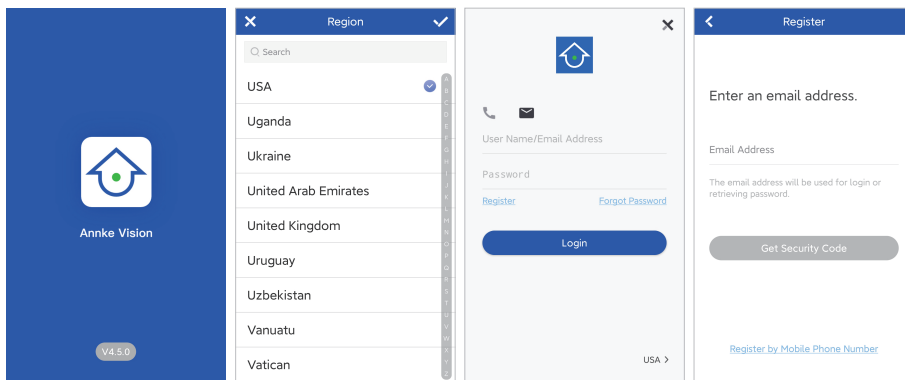 Annke Vision
V4.5.0
Region
Search
USA
Uganda
Ukraine
United Arab Emirates
United Kingdom
Uruguay
Uzbekistan
Vanuatu
Vatican
A
B
C
D
E
F
G
H
I
J
K
L
M
N
O
P
Q
R
S
T
U
V
W
X
Y
Z
User Name/Email Address
Password
Register Forgot Password
Login
USA >
Register
Enter an email address.
Email Address
The email address will be used for login or
retrieving password.
Get Security Code
Register by Mobile Phone Number